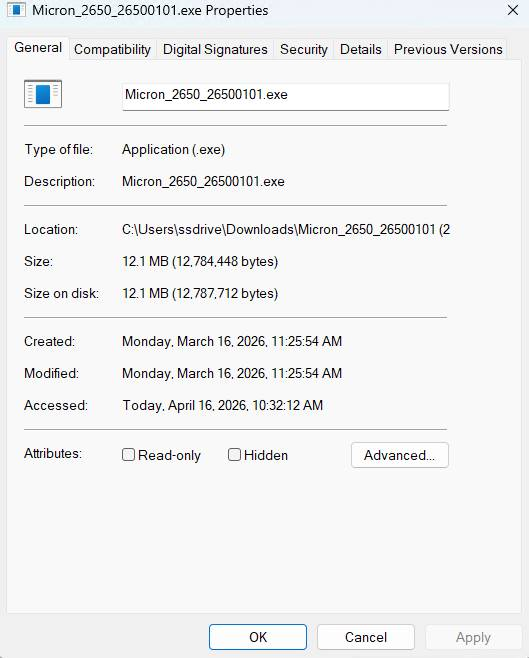 Micron_2650_26500101.exe Properties
General Compatibility Digital Signatures Security Details Previous Versions
Micron_2650_26500101.exe
Type of file: Application (.exe)
Description: Micron_2650_26500101.exe
Location: C:\Users\ssdrive\Downloads\Micron_2650_26500101 (2
Size: 12.1 MB (12,784,448 bytes)
Size on disk: 12.1 MB (12,787,712 bytes)
Created: Monday, March 16, 2026, 11:25:54 AM
Modified: Monday, March 16, 2026, 11:25:54 AM
Accessed: Today, April 16, 2026, 10:32:12 AM
Attributes: Read-only Hidden Advanced...
OK Cancel Apply